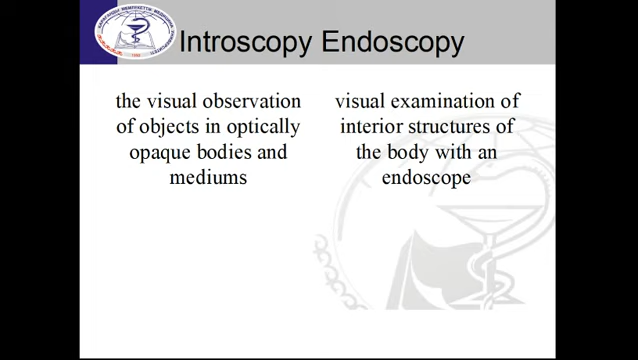 Introscopy Endoscopy
the visual observation
of objects in optically
opaque bodies and
mediums
visual examination of
interior structures of
the body with an
endoscope